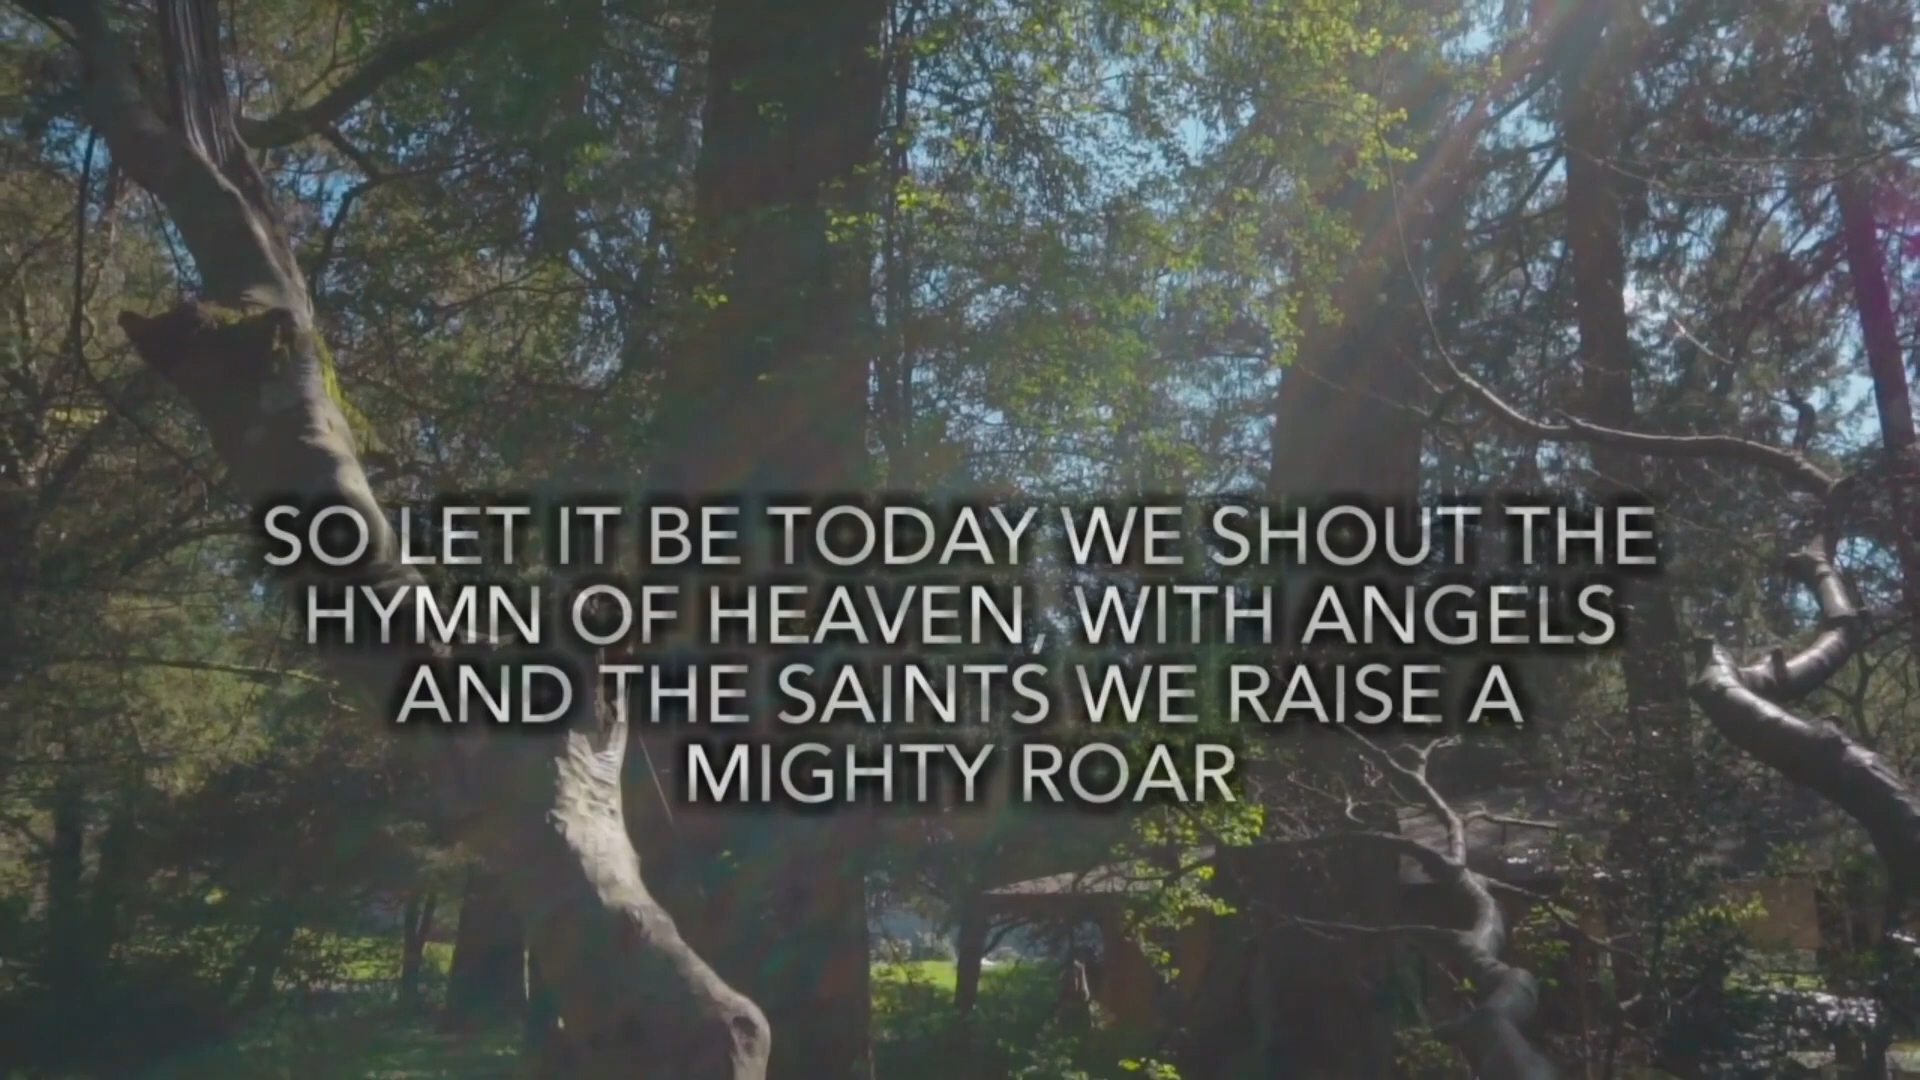 SO LET IT BE TODAY WE SHOUT THE
HYMN OF HEAVEN, WITH ANGELS
AND THE SAINTS WE RAISE A
MIGHTY ROAR